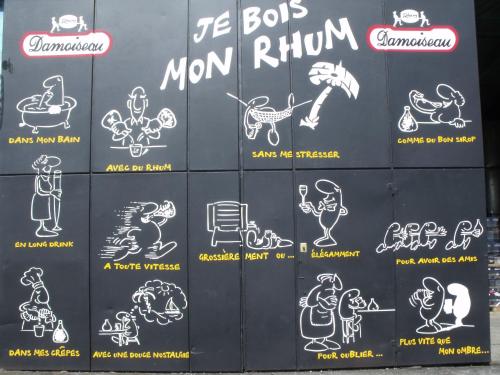 JE BOIS
MON RHUM
Damoiseau
Damoiseau
DANS MON BAIN
AVEC DU RHUM
SANS ME STRESSER
COMME DU BON SIROP
EN LONG DRINK
A TOUTE VITESSE
GROSSIÈREMENT OU...
ÉLÉGAMMENT
POUR AVOIR DES AMIS
DANS MES CRÊPES
AVEC UNE DOUCE NOSTALGIE
POUR OUBLIER...
PLUS VITE QUE
MON OMBRE...